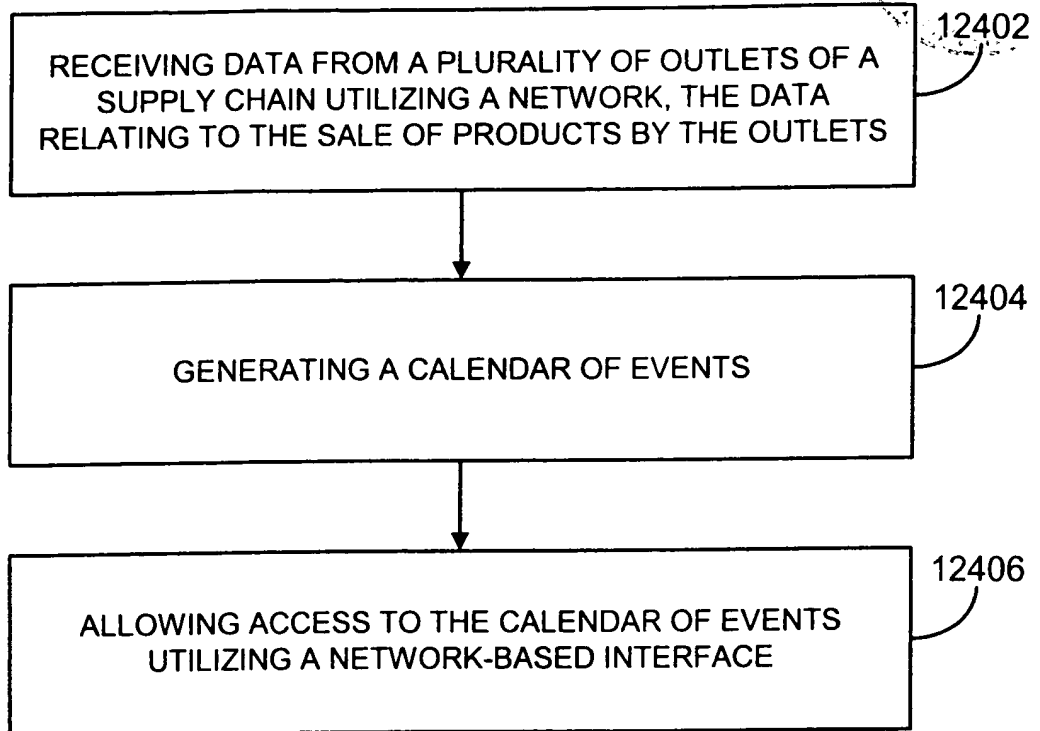 12402
RECEIVING DATA FROM A PLURALITY OF OUTLETS OF A
SUPPLY CHAIN UTILIZING A NETWORK, THE DATA
RELATING TO THE SALE OF PRODUCTS BY THE OUTLETS
12404
GENERATING A CALENDAR OF EVENTS
12406
ALLOWING ACCESS TO THE CALENDAR OF EVENTS
UTILIZING A NETWORK-BASED INTERFACE